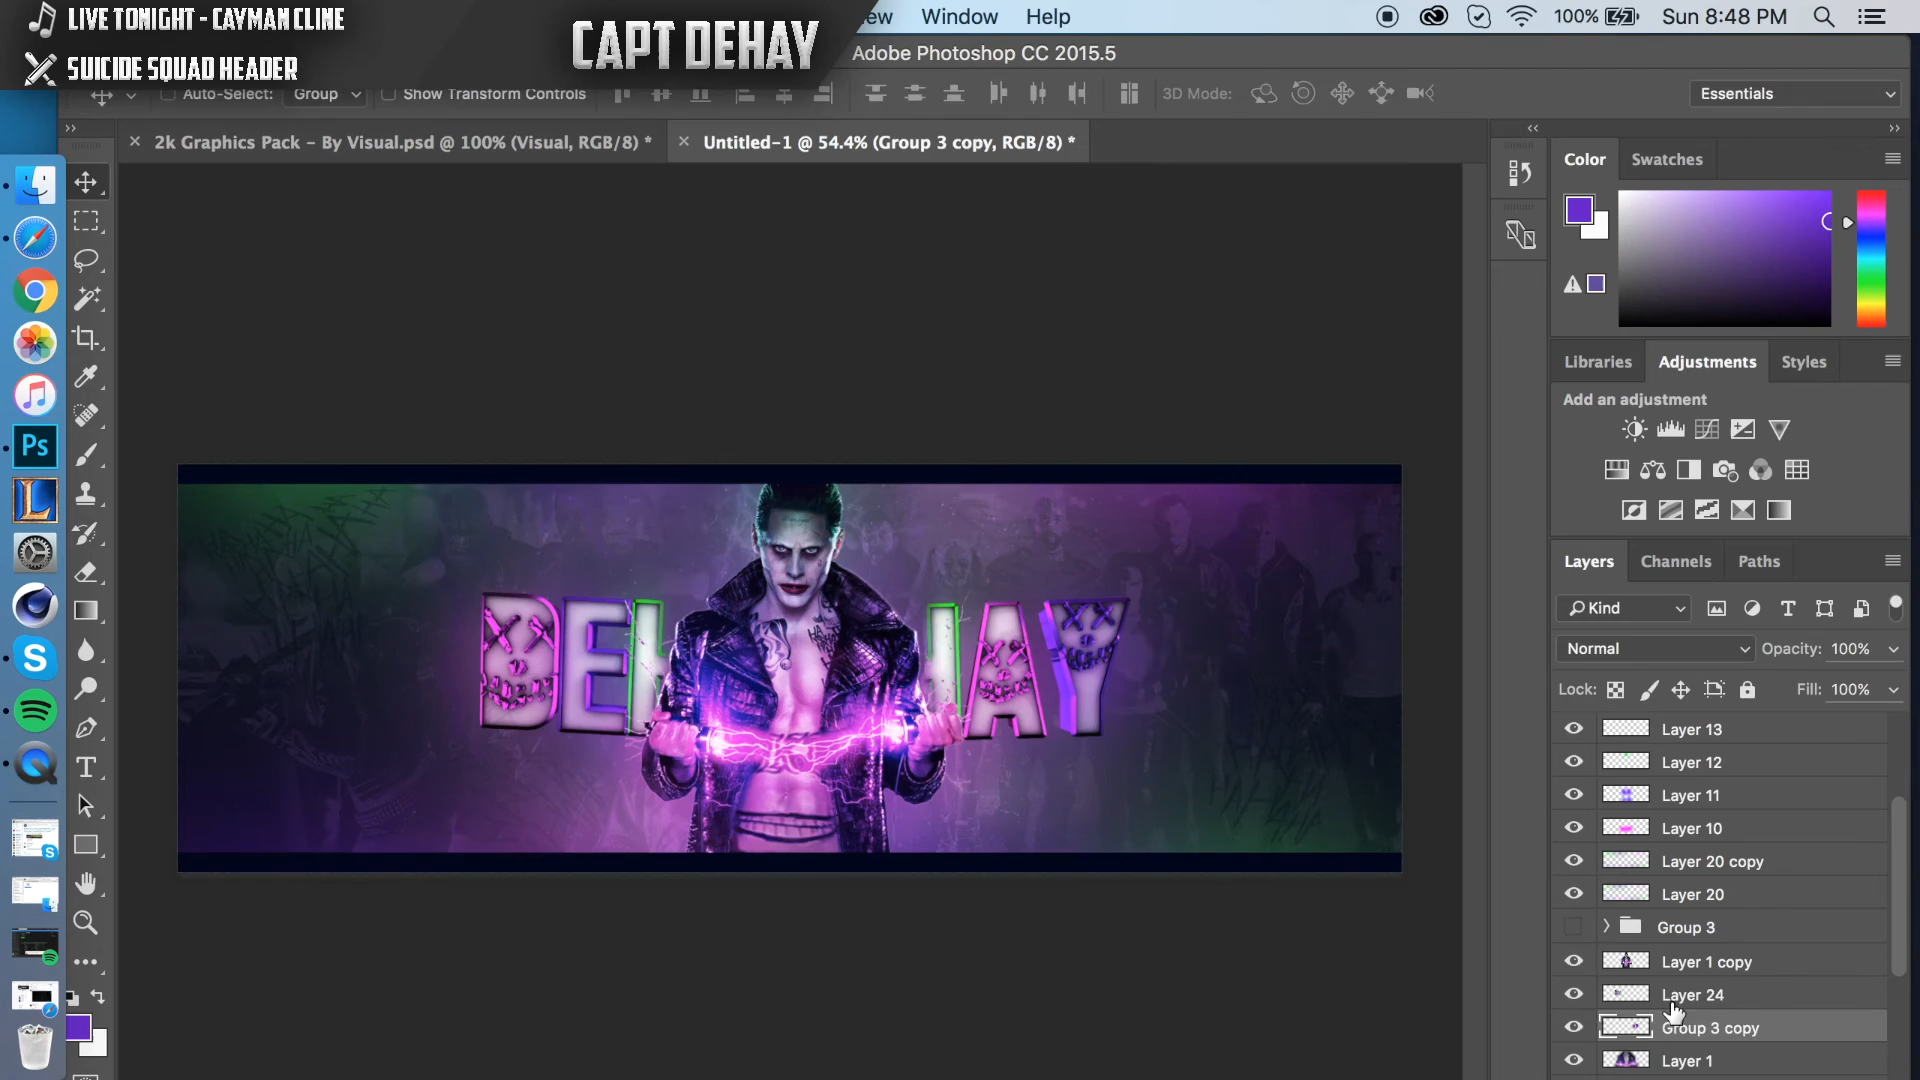 LIVE TONIGHT - CAYMAN CLINE
SUICIDE SQUAD HEADER
CAPT DEHAY
ew Window Help
100% Sun 8:48 PM
Adobe Photoshop CC 2015.5
Auto-Select: Group Show Transform Controls 3D Mode: Essentials
2k Graphics Pack - By Visual.psd @ 100% (Visual, RGB/8) *
Untitled-1 @ 54.4% (Group 3 copy, RGB/8) *
Color Swatches
Libraries Adjustments Styles
Add an adjustment
Layers Channels Paths
Kind
Normal Opacity: 100%
Lock: Fill: 100%
Layer 13
Layer 12
Layer 11
Layer 10
Layer 20 copy
Layer 20
Group 3
Layer 1 copy
Layer 24
Group 3 copy
Layer 1
Ps
L
S
T
DEHAY